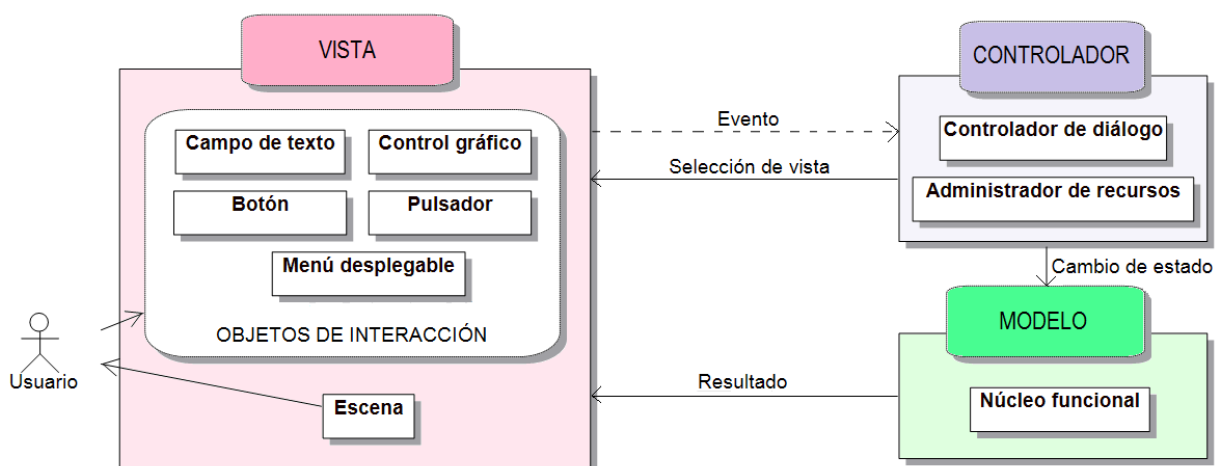 VISTA
CONTROLADOR
Campo de texto
Control gráfico
Botón
Pulsador
Menú desplegable
OBJETOS DE INTERACCIÓN
Usuario
Escena
Evento
Selección de vista
Controlador de diálogo
Administrador de recursos
Cambio de estado
MODELO
Resultado
Núcleo funcional